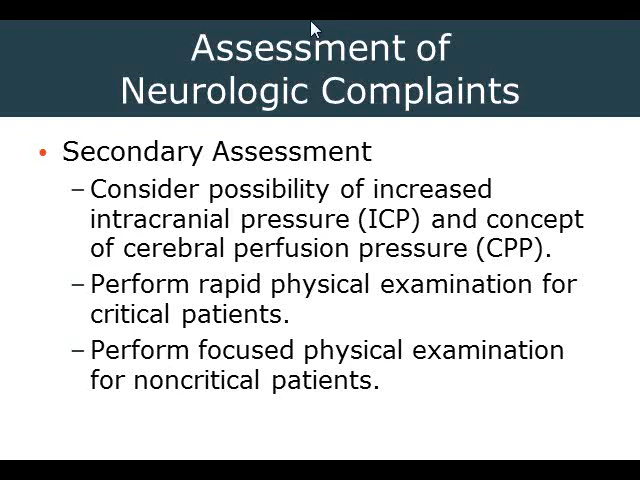 Assessment of
Neurologic Complaints
• Secondary Assessment
– Consider possibility of increased
intracranial pressure (ICP) and concept
of cerebral perfusion pressure (CPP).
– Perform rapid physical examination for
critical patients.
– Perform focused physical examination
for noncritical patients.